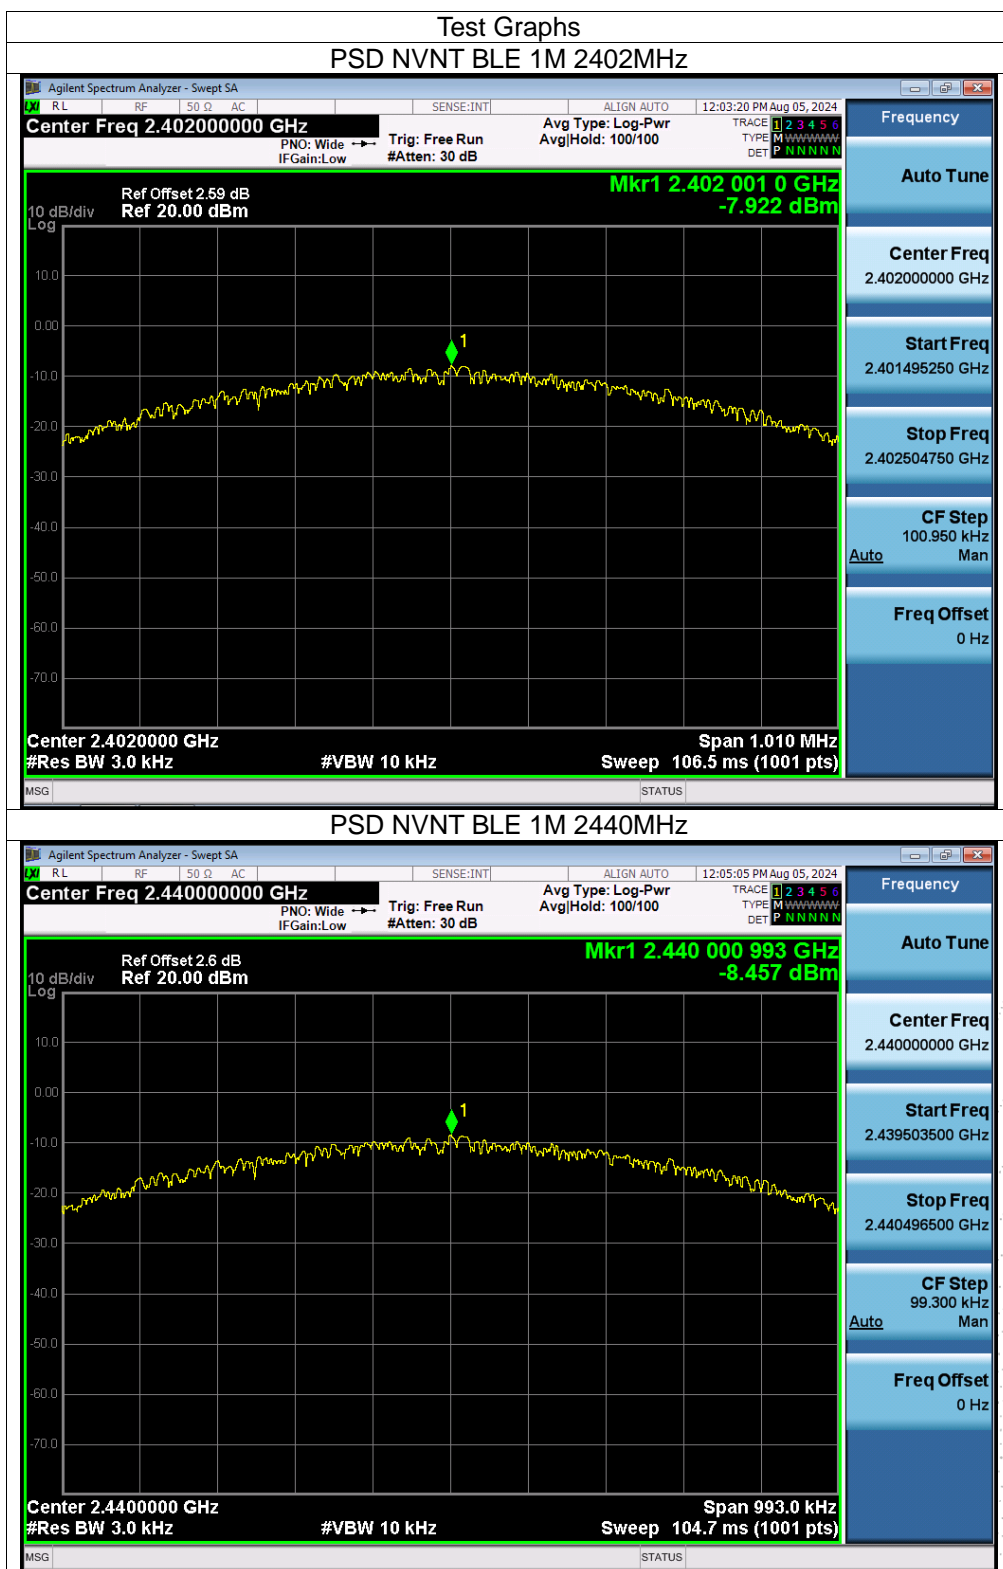 Test Graphs
PSD NVNT BLE 1M 2402MHz
Agilent Spectrum Analyzer - Swept SA
LXI RL RF 50 Ω AC SENSE:INT ALIGN AUTO 12:03:20 PM Aug 05, 2024
Center Freq 2.402000000 GHz
PNO: Wide
IFGain:Low
Trig: Free Run
#Atten: 30 dB
Avg Type: Log-Pwr
Avg|Hold: 100/100
TRACE 1 2 3 4 5 6
TYPE M WWWWW
DET P N N N N N
Ref Offset 2.59 dB
10 dB/div Ref 20.00 dBm
Log
Mkr1 2.402 001 0 GHz
-7.922 dBm
10.0
0.00
-10.0
-20.0
-30.0
-40.0
-50.0
-60.0
-70.0
1
Center 2.4020000 GHz Span 1.010 MHz
#Res BW 3.0 kHz #VBW 10 kHz Sweep 106.5 ms (1001 pts)
MSG STATUS
Frequency
Auto Tune
Center Freq
2.402000000 GHz
Start Freq
2.401495250 GHz
Stop Freq
2.402504750 GHz
CF Step
100.950 kHz
Auto Man
Freq Offset
0 Hz
PSD NVNT BLE 1M 2440MHz
Agilent Spectrum Analyzer - Swept SA
LXI RL RF 50 Ω AC SENSE:INT ALIGN AUTO 12:05:05 PM Aug 05, 2024
Center Freq 2.440000000 GHz
PNO: Wide
IFGain:Low
Trig: Free Run
#Atten: 30 dB
Avg Type: Log-Pwr
Avg|Hold: 100/100
TRACE 1 2 3 4 5 6
TYPE M WWWWW
DET P N N N N N
Ref Offset 2.6 dB
10 dB/div Ref 20.00 dBm
Log
Mkr1 2.440 000 993 GHz
-8.457 dBm
10.0
0.00
-10.0
-20.0
-30.0
-40.0
-50.0
-60.0
-70.0
1
Center 2.4400000 GHz Span 993.0 kHz
#Res BW 3.0 kHz #VBW 10 kHz Sweep 104.7 ms (1001 pts)
MSG STATUS
Frequency
Auto Tune
Center Freq
2.440000000 GHz
Start Freq
2.439503500 GHz
Stop Freq
2.440496500 GHz
CF Step
99.300 kHz
Auto Man
Freq Offset
0 Hz